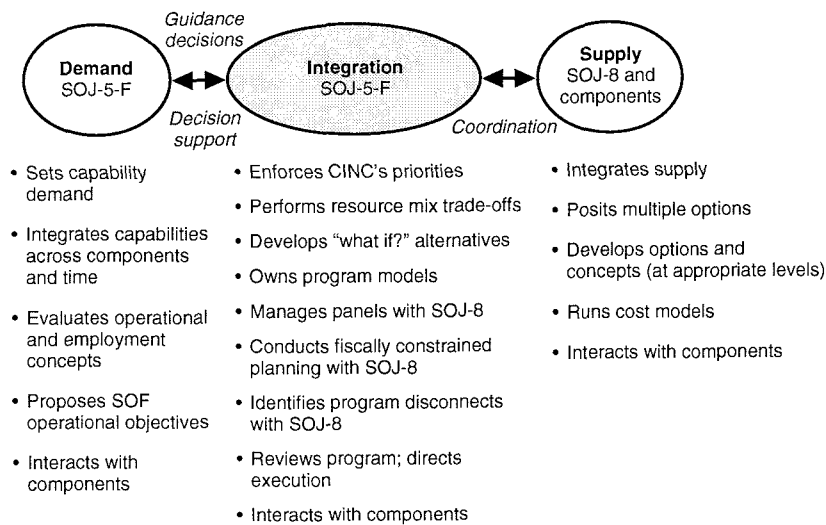 Guidance
decisions
Demand
SOJ-5-F
Integration
SOJ-5-F
Supply
SOJ-8 and
components
Decision
support
Coordination
• Sets capability
demand
• Integrates capabilities
across components
and time
• Evaluates operational
and employment
concepts
• Proposes SOF
operational objectives
• Interacts with
components
• Enforces CINC's priorities
• Performs resource mix trade-offs
• Develops "what if?" alternatives
• Owns program models
• Manages panels with SOJ-8
• Conducts fiscally constrained
planning with SOJ-8
• Identifies program disconnects
with SOJ-8
• Reviews program; directs
execution
• Interacts with components
• Integrates supply
• Posits multiple options
• Develops options and
concepts (at appropriate levels)
• Runs cost models
• Interacts with components